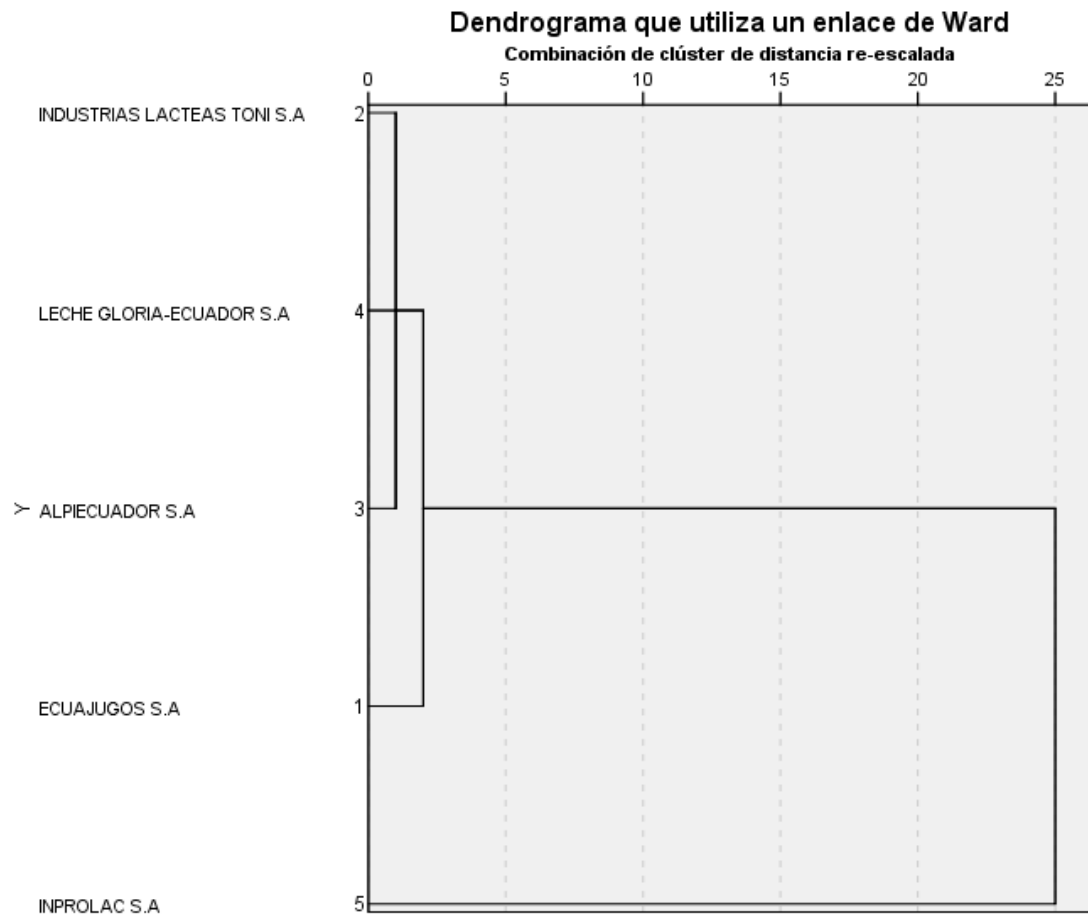 Dendrograma que utiliza un enlace de Ward
Combinación de clúster de distancia re-escalada
0 5 10 15 20 25
INDUSTRIAS LACTEAS TONI S.A 2
LECHE GLORIA-ECUADOR S.A 4
Y
ALPIECUADOR S.A 3
ECUAJUGOS S.A 1
INPROLAC S.A 5